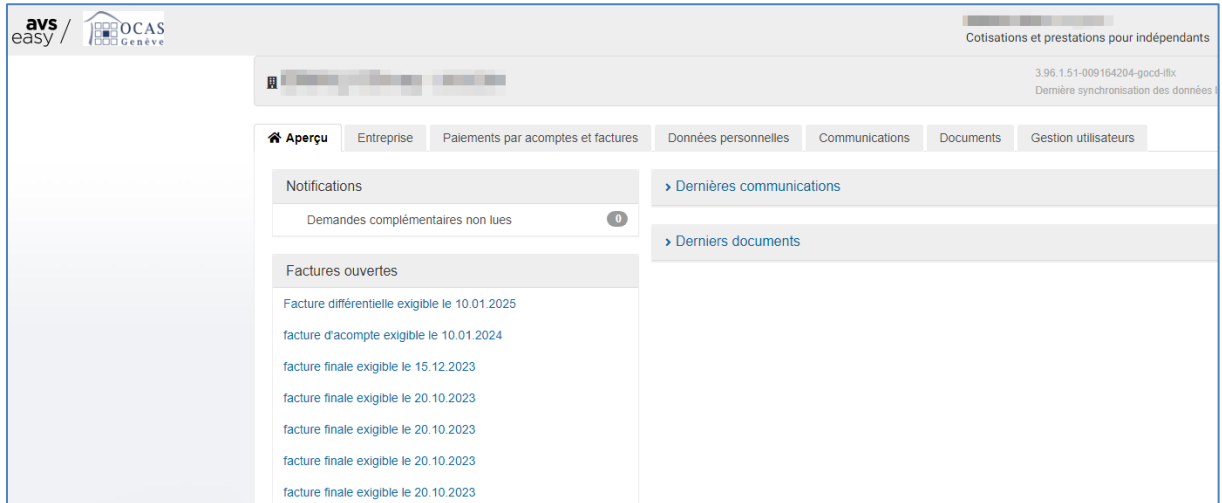 avs
easy /
OCAS
Genève
Cotisations et prestations pour indépendants
3.96.1.51-009164204-gocd-ifix
Dernière synchronisation des données
Aperçu
Entreprise
Paiements par acomptes et factures
Données personnelles
Communications
Documents
Gestion utilisateurs
Notifications
Demandes complémentaires non lues
0
Factures ouvertes
Facture différentielle exigible le 10.01.2025
facture d'acompte exigible le 10.01.2024
facture finale exigible le 15.12.2023
facture finale exigible le 20.10.2023
facture finale exigible le 20.10.2023
facture finale exigible le 20.10.2023
facture finale exigible le 20.10.2023
> Dernières communications
> Derniers documents